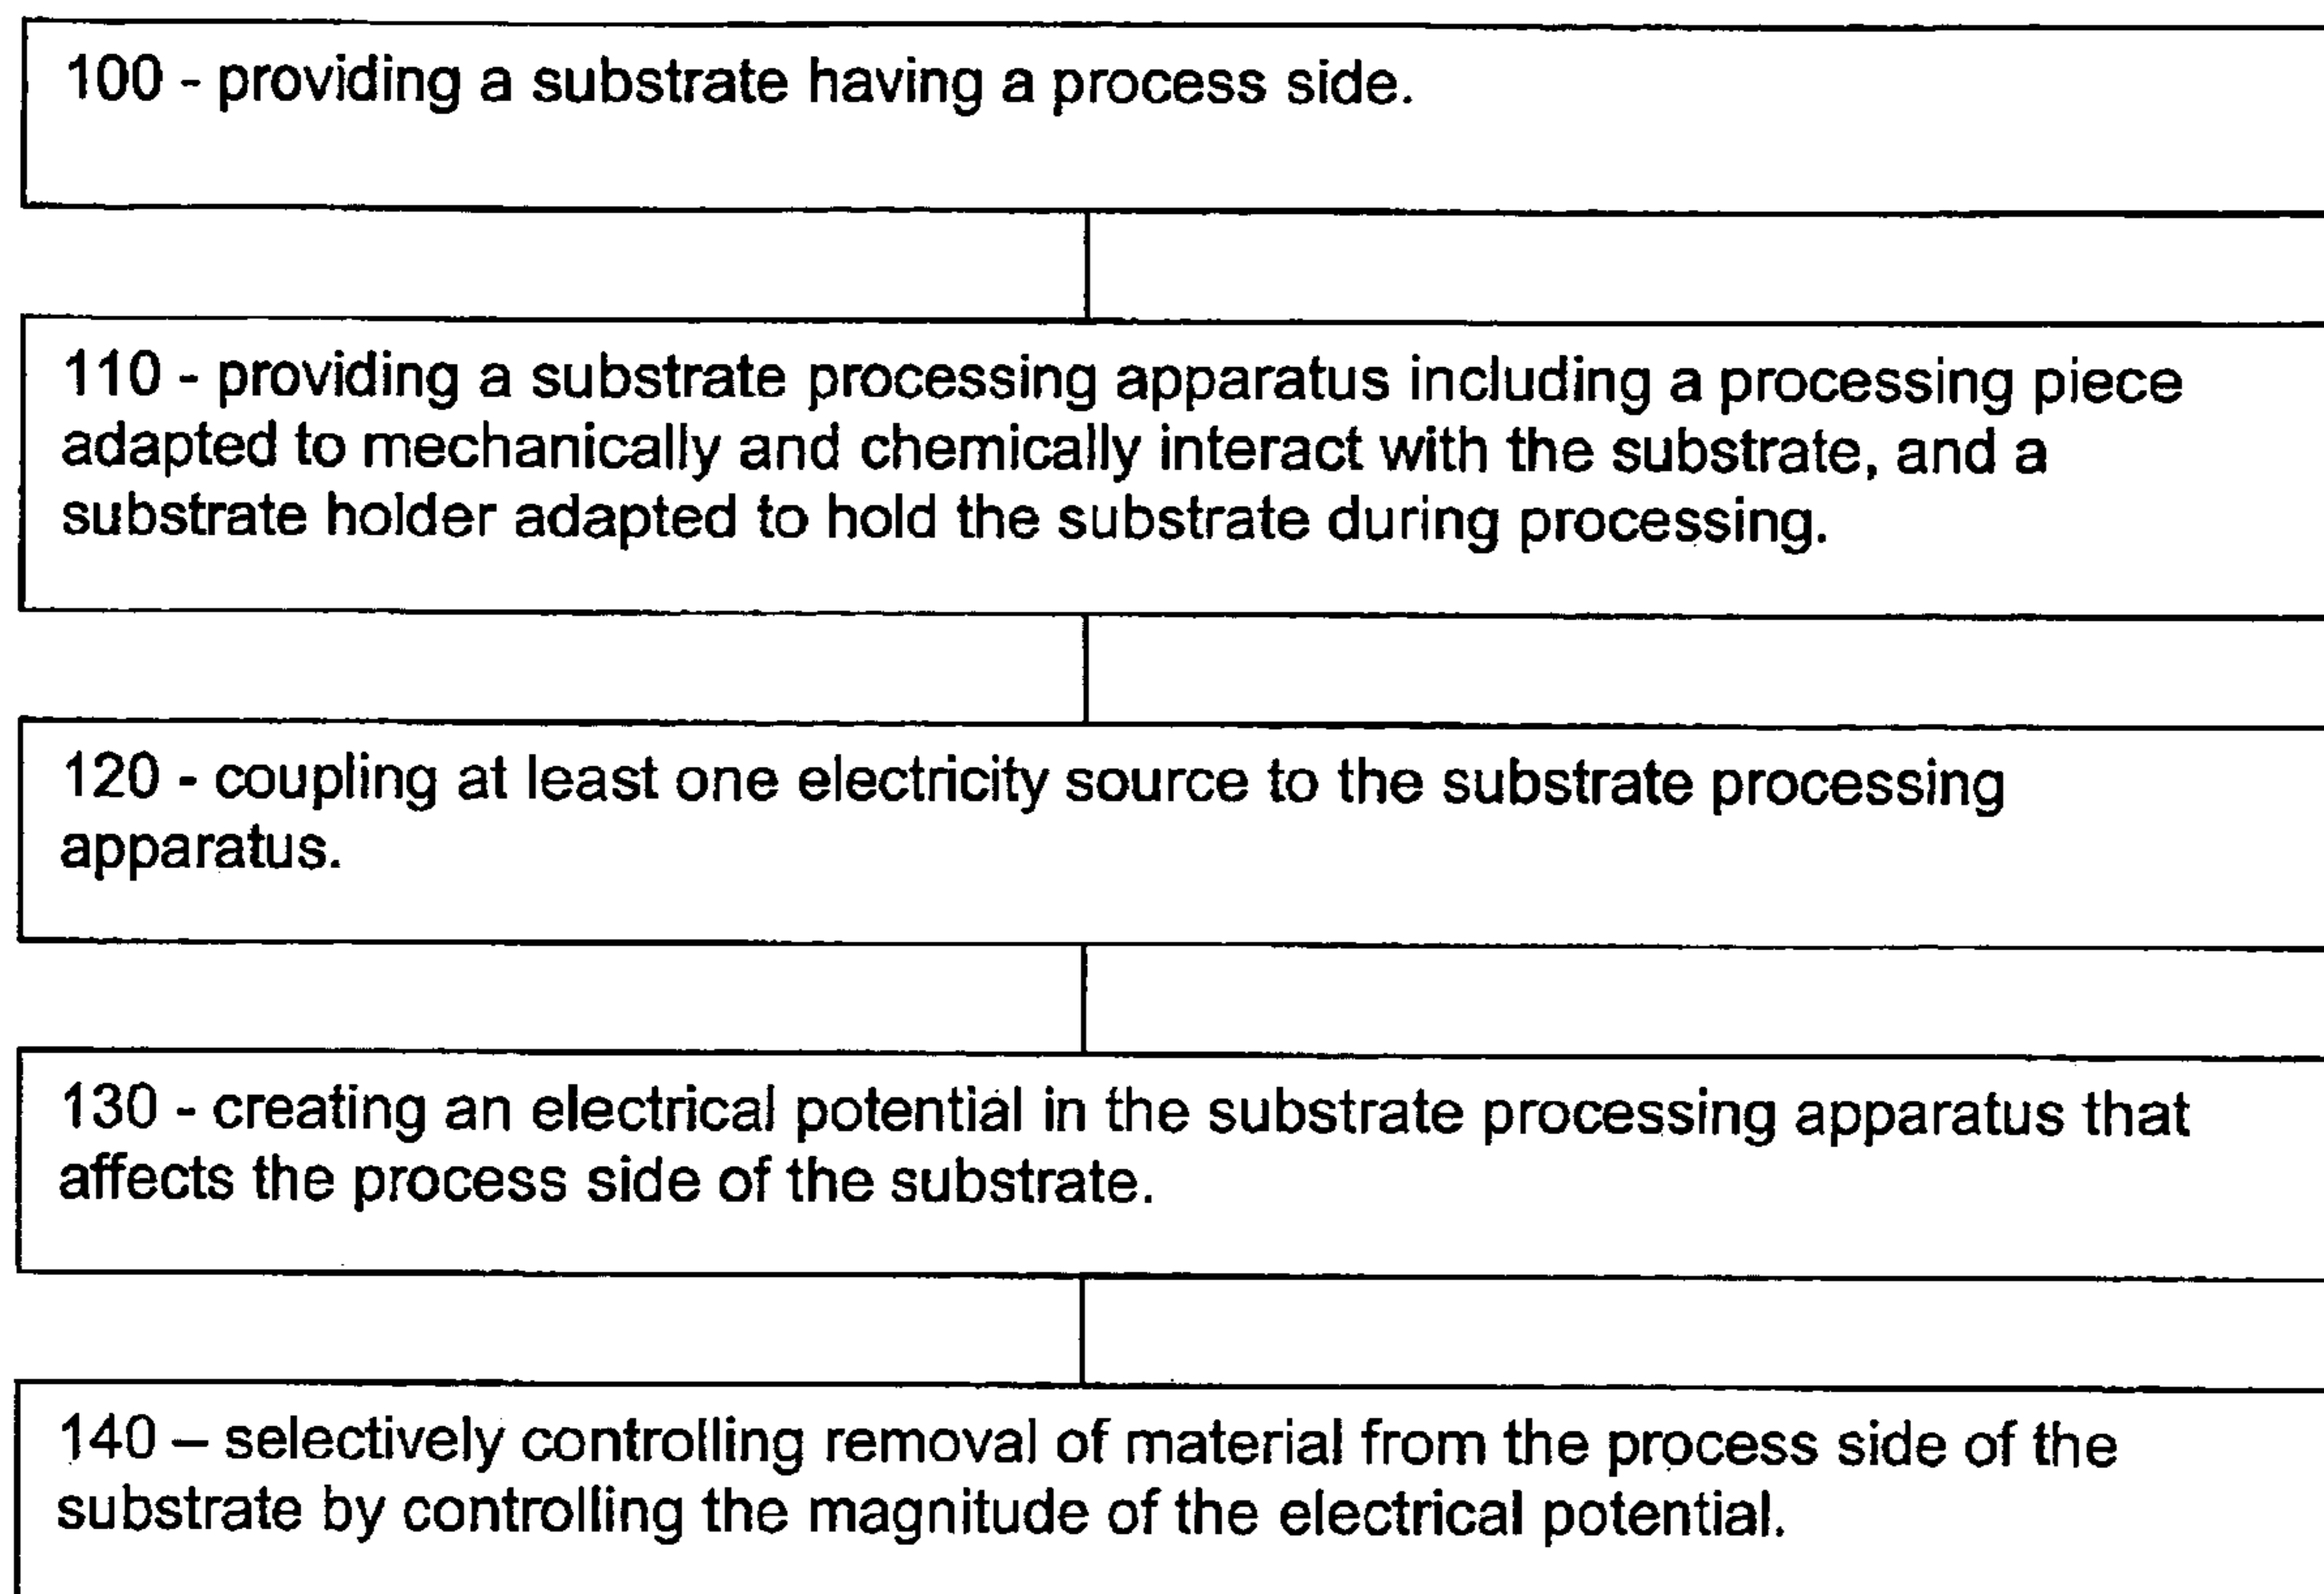 100 - providing a substrate having a process side.
110 - providing a substrate processing apparatus including a processing piece
adapted to mechanically and chemically interact with the substrate, and a
substrate holder adapted to hold the substrate during processing.
120 - coupling at least one electricity source to the substrate processing
apparatus.
130 - creating an electrical potential in the substrate processing apparatus that
affects the process side of the substrate.
140 – selectively controlling removal of material from the process side of the
substrate by controlling the magnitude of the electrical potential.